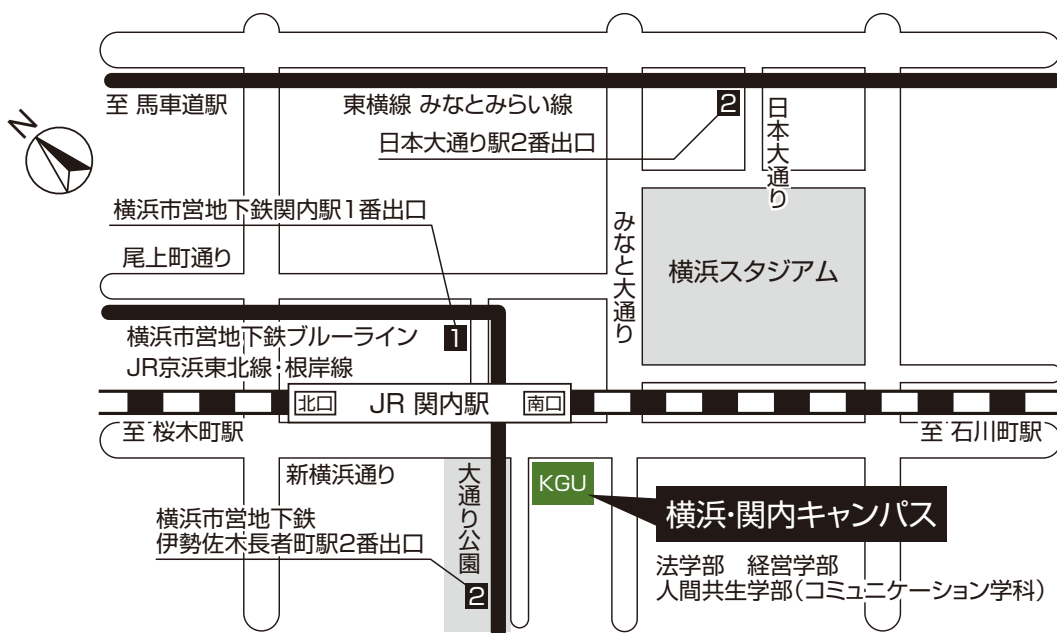 至 馬車道駅
東横線 みなとみらい線
2
日本大通り
日本大通り駅2番出口
N
横浜市営地下鉄関内駅1番出口
尾上町通り
みなと大通り
横浜スタジアム
横浜市営地下鉄ブルーライン
1
JR京浜東北線・根岸線
北口
JR 関内駅
南口
至 桜木町駅
至 石川町駅
新横浜通り
大通り公園
KGU
横浜・関内キャンパス
横浜市営地下鉄
伊勢佐木長者町駅2番出口
2
法学部 経営学部
人間共生学部(コミュニケーション学科)